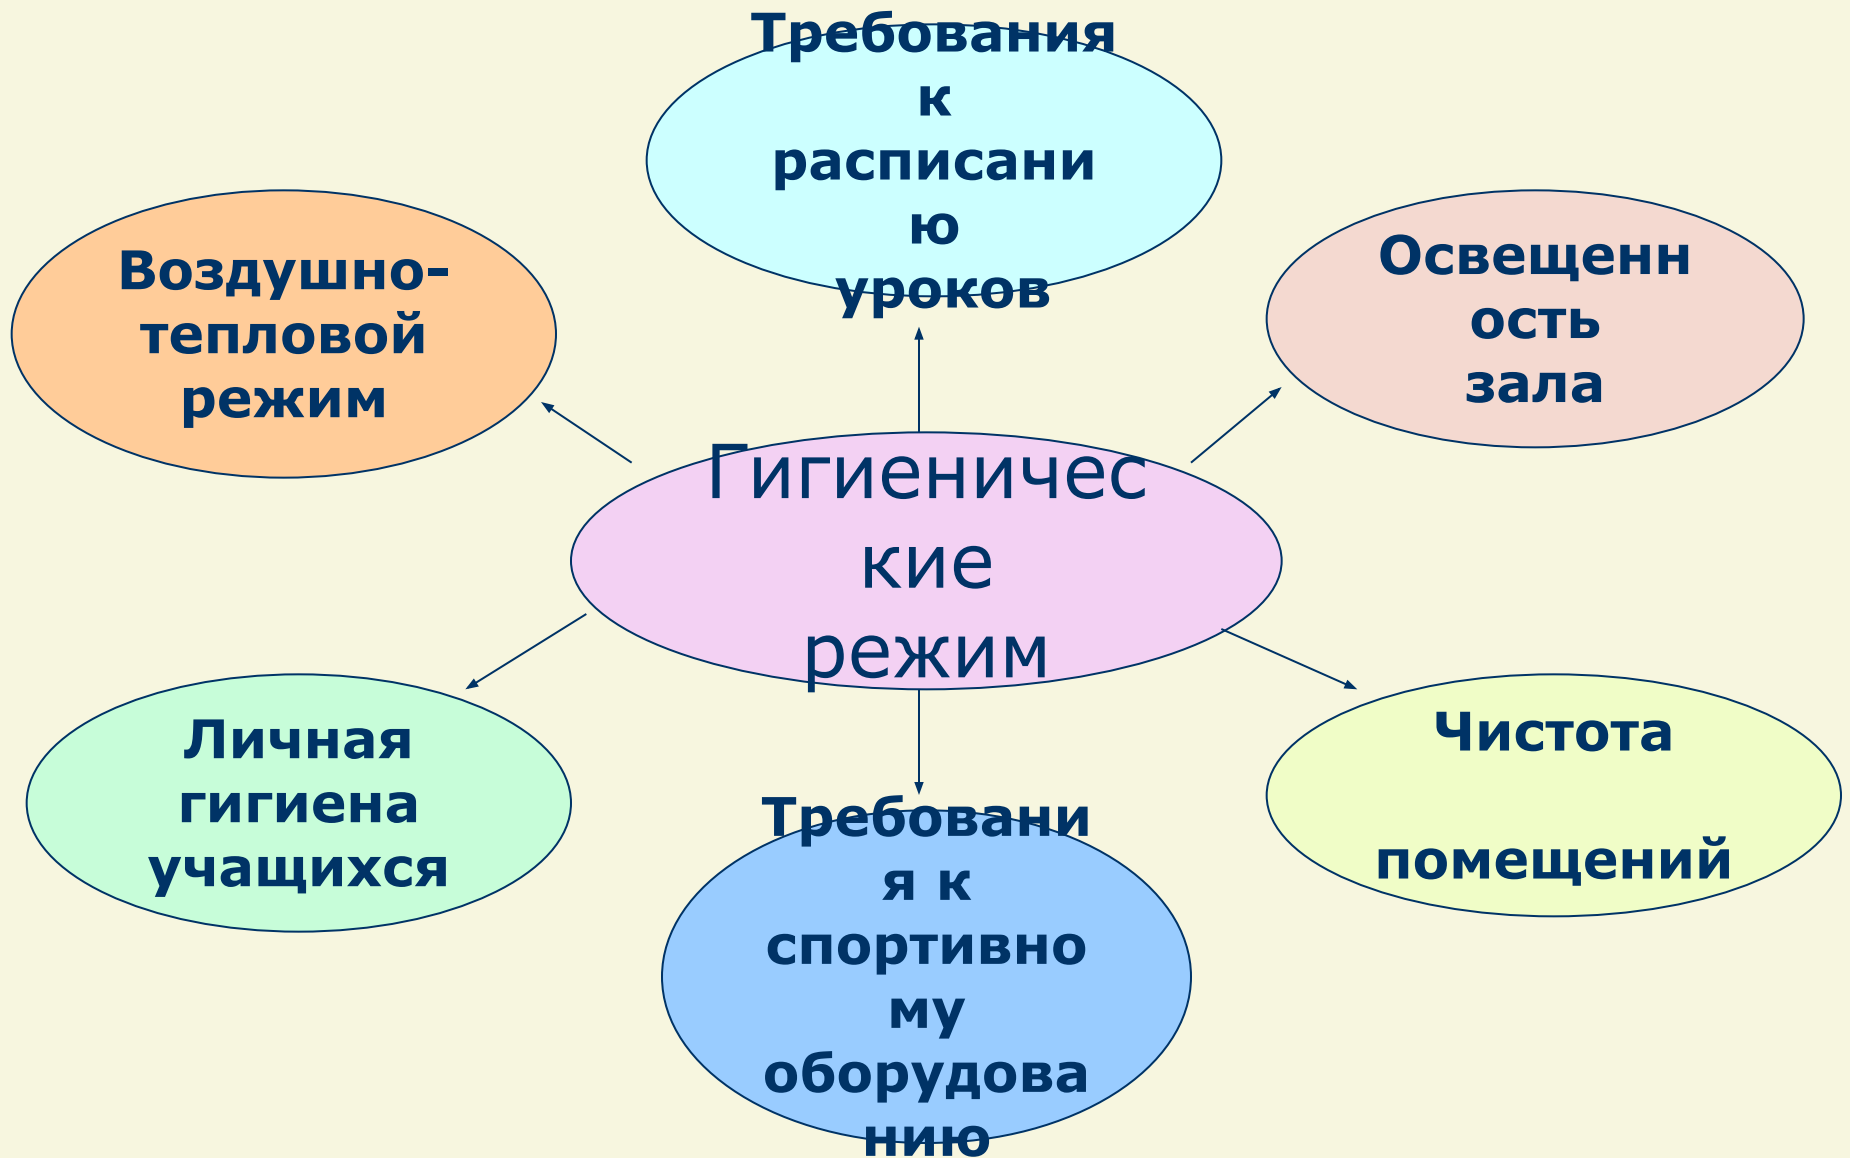 Требования
к
расписани
ю
уроков
Воздушно-
тепловой
режим
Освещенн
ость
зала
Гигиеничес
кие
режим
Личная
гигиена
учащихся
Чистота
помещений
Требовани
я к
спортивно
му
оборудова
нию